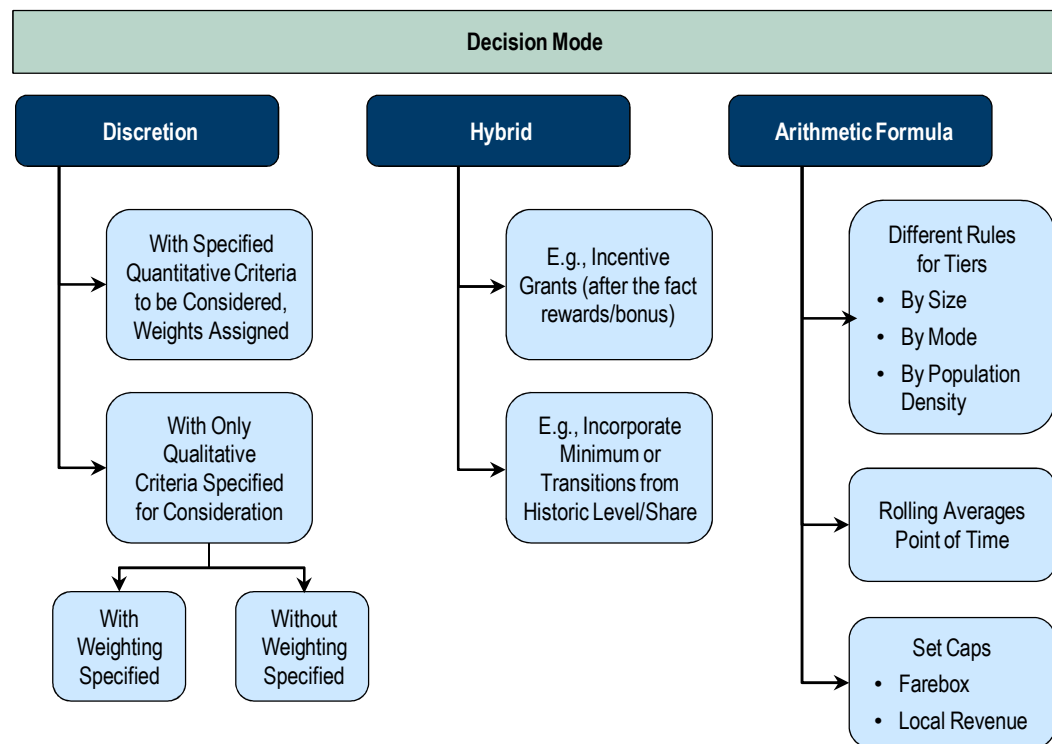 Decision Mode
Discretion
With Specified
Quantitative Criteria
to be Considered,
Weights Assigned
With Only
Qualitative
Criteria Specified
for Consideration
With
Weighting
Specified
Without
Weighting
Specified
Hybrid
E.g., Incentive
Grants (after the fact
rewards/bonus)
E.g., Incorporate
Minimum or
Transitions from
Historic Level/Share
Arithmetic Formula
Different Rules
for Tiers
• By Size
• By Mode
• By Population
Density
Rolling Averages
Point of Time
Set Caps
• Farebox
• Local Revenue